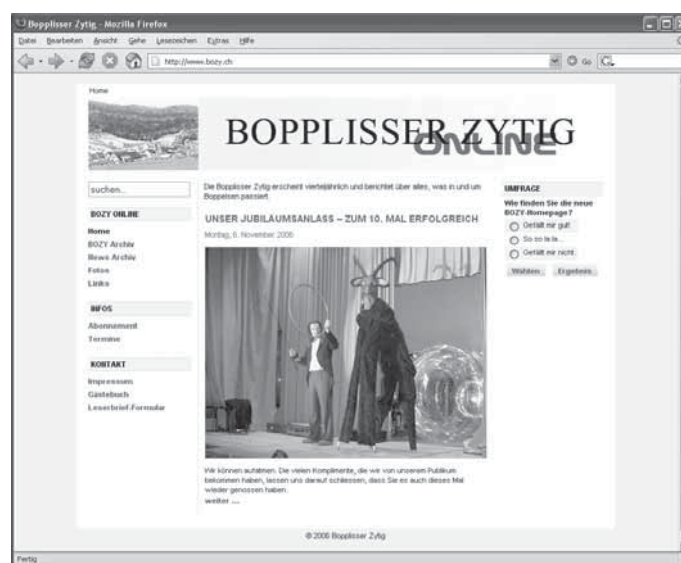 Bopplisser Zytig - Mozilla Firefox
Datei Bearbeiten Ansicht Gehe Lesezeichen Extras Hilfe
http://www.bozy.ch
Go
Home
BOPPLISSER ZYTIG
ONLINE
suchen...
BOZY ONLINE
Home
BOZY Archiv
News Archiv
Fotos
Links
INFOS
Abonnement
Termine
KONTAKT
Impressum
Gästebuch
Leserbrief-Formular
Die Bopplisser Zytig erscheint vierteljährlich und berichtet über alles, was in und um
Boppelsen passiert.
UNSER JUBILÄUMSANLASS – ZUM 10. MAL ERFOLGREICH
Montag, 6. November 2006
Wir können aufatmen. Die vielen Komplimente, die wir von unserem Publikum
bekommen haben, lassen uns darauf schliessen, dass Sie es auch dieses Mal
wieder genossen haben.
weiter ...
UMFRAGE
Wie finden Sie die neue
BOZY-Homepage?
Gefällt mir gut!
So so la la...
Gefällt mir nicht.
Wählen Ergebnis
© 2006 Bopplisser Zytig
Fertig